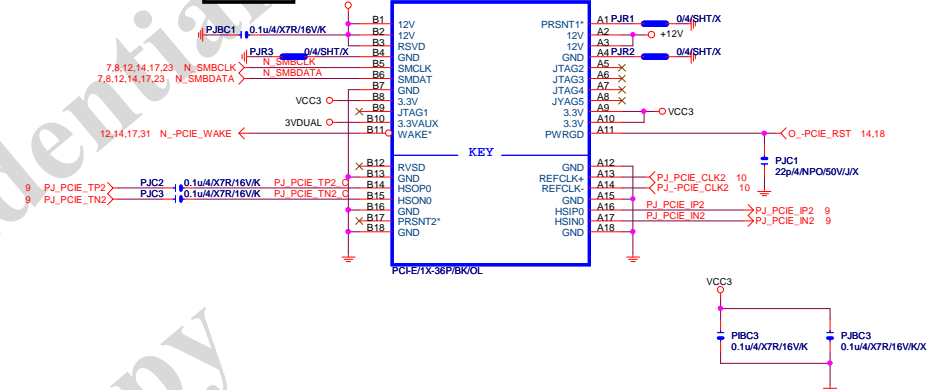 B1 12V PRSNT1* A1 PJR1 0/4/SHT/X
PJBC1 0.1u/4/X7R/16V/K B2 12V 12V A2 +12V
B3 RSVD 12V A3
PJR3 0/4/SHT/X B4 GND GND A4 PJR2 0/4/SHT/X
7,8,12,14,17,23 N_SMBCLK N_SMBCLK B5 SMCLK JTAG2 A5
7,8,12,14,17,23 N_SMBDATA N_SMBDATA B6 SMDAT JTAG3 A6
B7 GND JTAG4 A7
VCC3 B8 3.3V JYAG5 A8
B9 JTAG1 3.3V A9 VCC3
3VDUAL B10 3.3VAUX 3.3V A10
12,14,17,31 N_-PCIE_WAKE B11 WAKE* PWRGD A11 O_-PCIE_RST 14,18
KEY
PJC1
22p/4/NPO/50V/J/X
B12 RVSD GND A12
B13 GND REFCLK+ A13 PJ_PCIE_CLK2 10
9 PJ_PCIE_TP2 PJC2 0.1u/4/X7R/16V/K PJ_PCIE_TP2_C B14 HSOP0 REFCLK- A14 PJ_-PCIE_CLK2 10
9 PJ_PCIE_TN2 PJC3 0.1u/4/X7R/16V/K PJ_PCIE_TN2_C B15 HSON0 GND A15
B16 GND HSIP0 A16 PJ_PCIE_IP2 PJ_PCIE_IP2 9
B17 PRSNT2* HSIN0 A17 PJ_PCIE_IN2 PJ_PCIE_IN2 9
B18 GND GND A18
PCI-E/1X-36P/BK/OL
VCC3
PIBC3 PJBC3
0.1u/4/X7R/16V/K 0.1u/4/X7R/16V/K/X